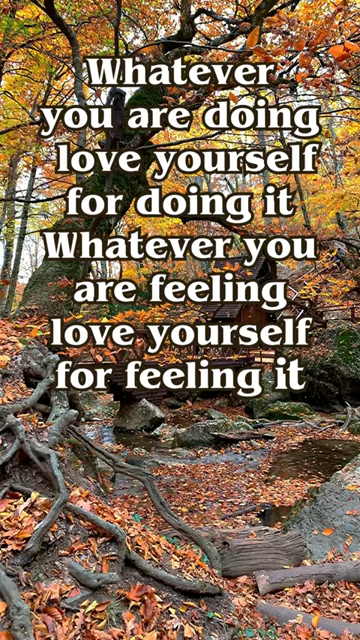 Whatever
you are doing
love yourself
for doing it
Whatever you
are feeling
love yourself
for feeling it